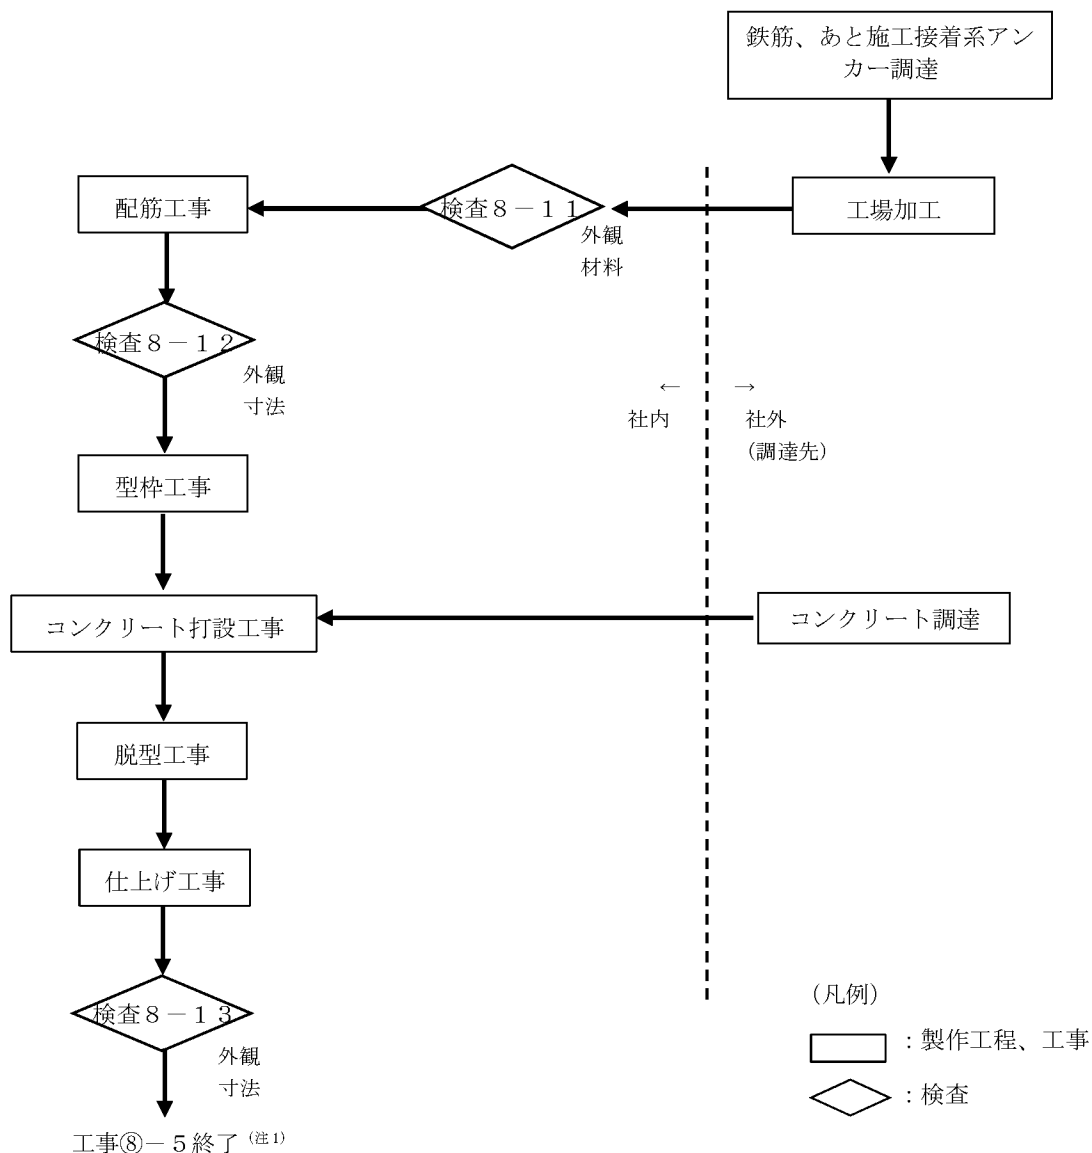 鉄筋、あと施工接着系アン
カー調達
配筋工事
検査８－１１
工場加工
外観
材料
検査８－１２
外観
寸法
←
→
社内
社外
(調達先)
型枠工事
コンクリート打設工事
コンクリート調達
脱型工事
仕上げ工事
検査８－１３
外観
寸法
(凡例)
：製作工程、工事
：検査
工事⑧－５終了 (注1)